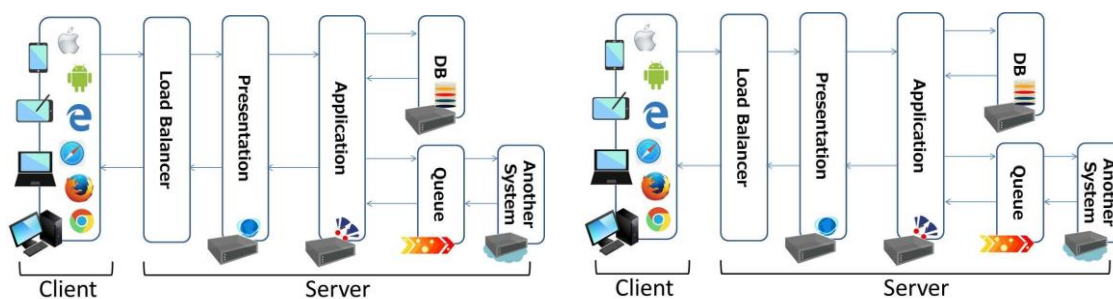 Load Balancer
Presentation
Application
DB
Queue
Another
System
Client
Server
Load Balancer
Presentation
Application
DB
Queue
Another
System
Client
Server